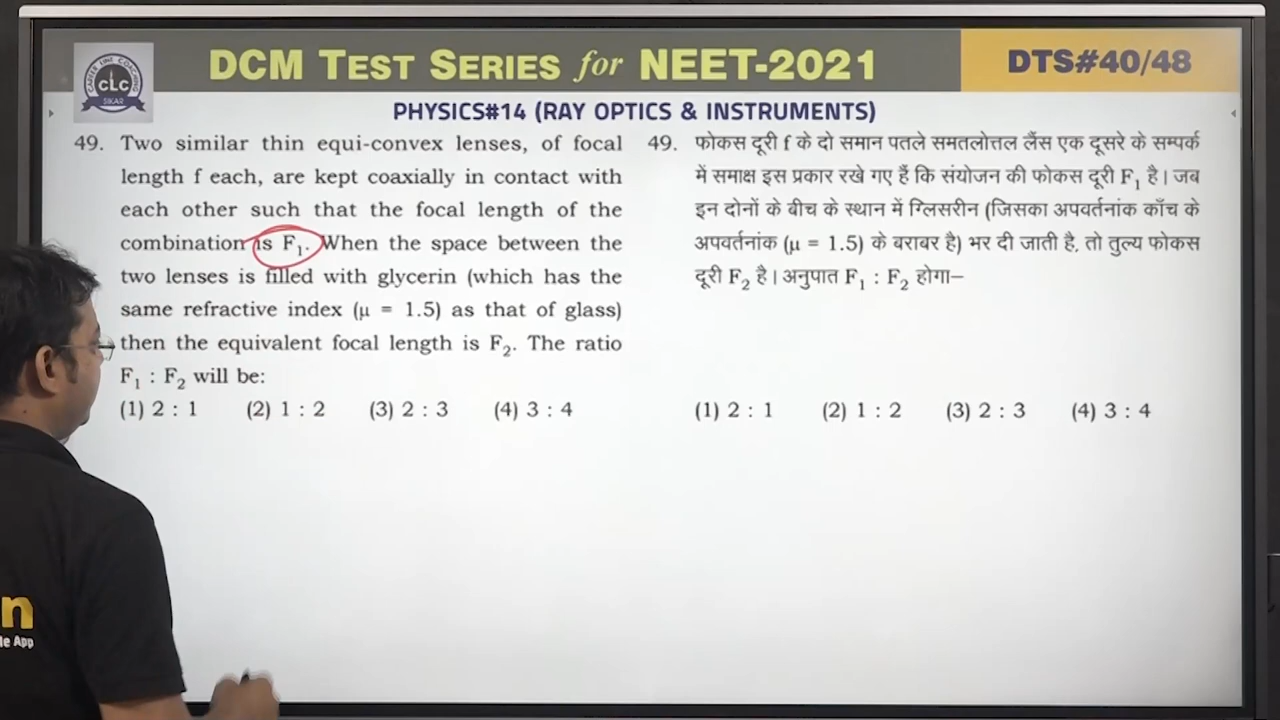 DCM TEST SERIES for NEET-2021
DTS#40/48
CAREER LINE COACHING
CLC
SIKAR
PHYSICS#14 (RAY OPTICS & INSTRUMENTS)
49. Two similar thin equi-convex lenses, of focal
length f each, are kept coaxially in contact with
each other such that the focal length of the
combination is F₁. When the space between the
two lenses is filled with glycerin (which has the
same refractive index (μ = 1.5) as that of glass)
then the equivalent focal length is F₂. The ratio
F₁ : F₂ will be:
(1) 2 : 1 (2) 1 : 2 (3) 2 : 3 (4) 3 : 4
49. फोकस दूरी f के दो समान पतले समतलोत्तल लैंस एक दूसरे के सम्पर्क
में समाक्ष इस प्रकार रखे गए हैं कि संयोजन की फोकस दूरी F₁ है। जब
इन दोनों के बीच के स्थान में ग्लिसरीन (जिसका अपवर्तनांक काँच के
अपवर्तनांक (μ = 1.5) के बराबर है) भर दी जाती है, तो तुल्य फोकस
दूरी F₂ है। अनुपात F₁ : F₂ होगा–
(1) 2 : 1 (2) 1 : 2 (3) 2 : 3 (4) 3 : 4
n
le App